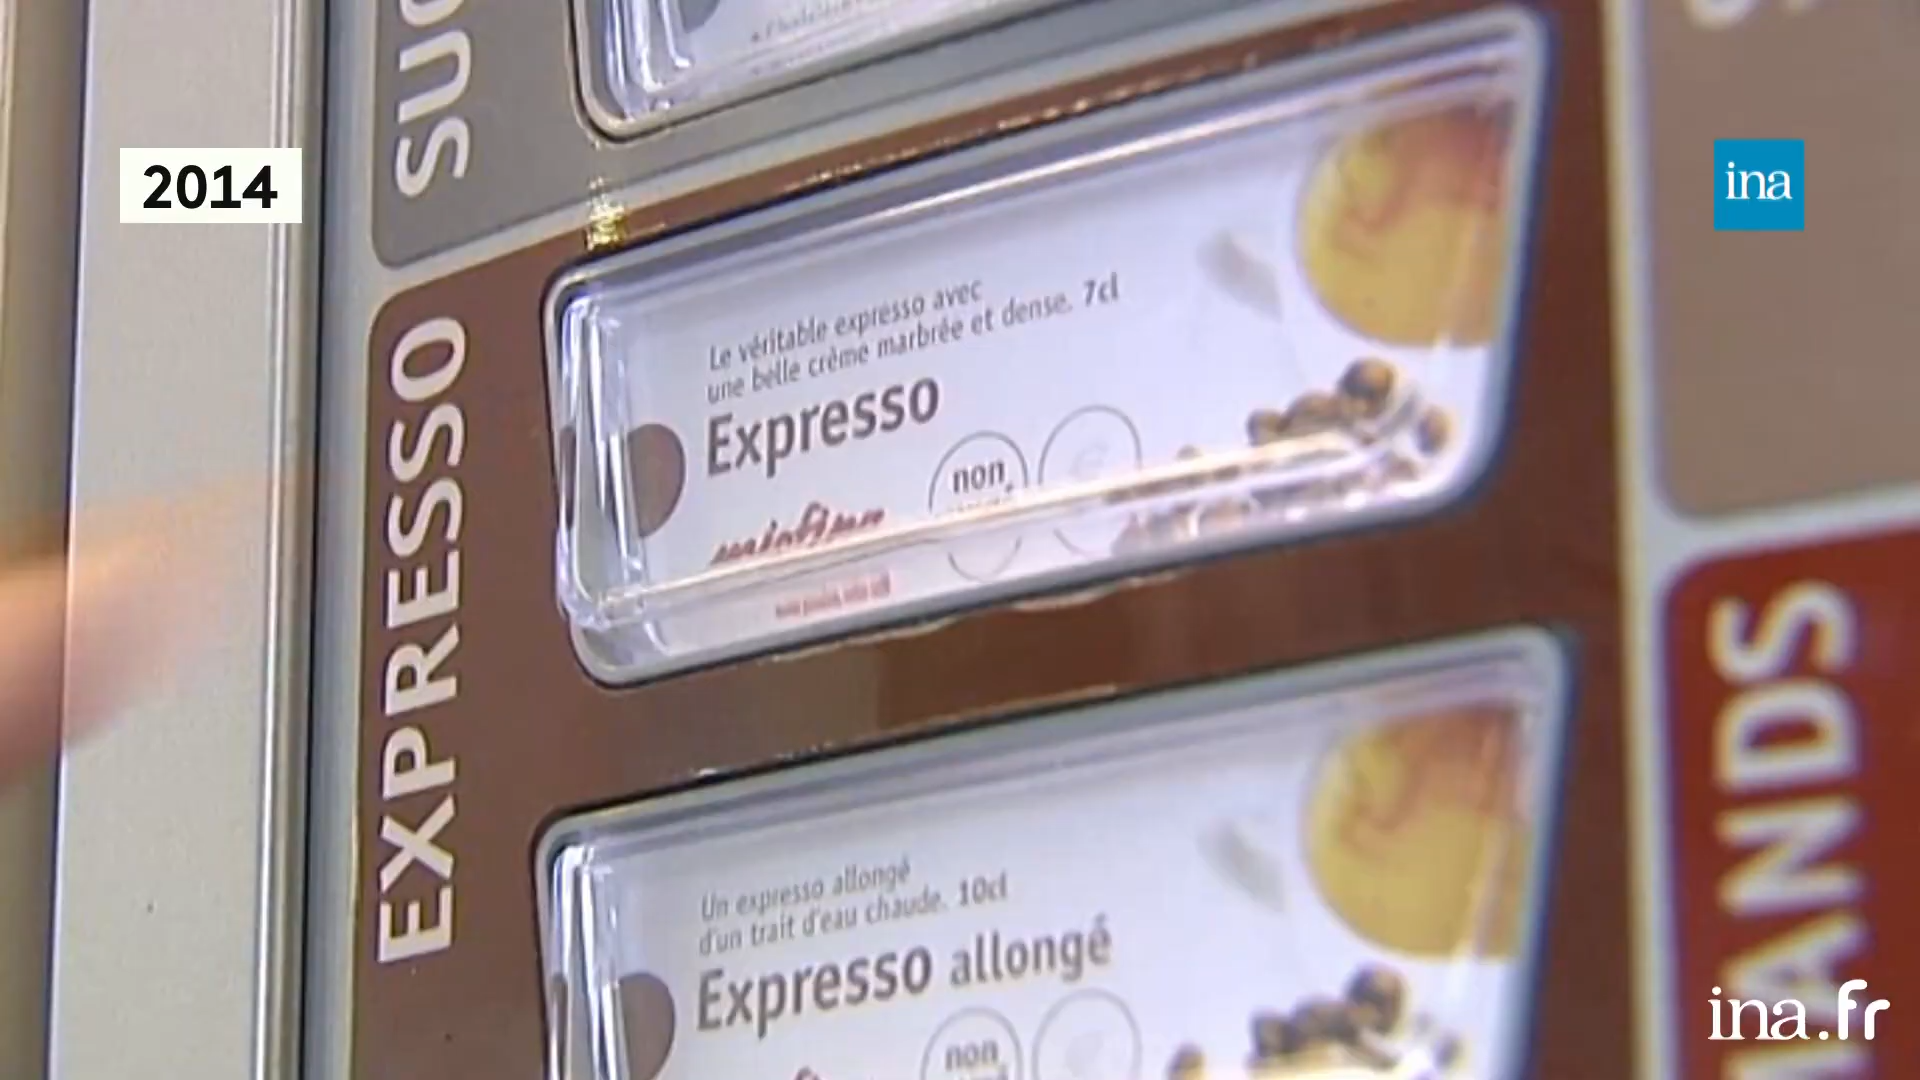 SUC
2014
ina
EXPRESSO
Le véritable expresso avec
une belle crème marbrée et dense. 7cl
Expresso
non
Un expresso allongé
d'un trait d'eau chaude. 10cl
Expresso allongé
non
MANDS
ina.fr